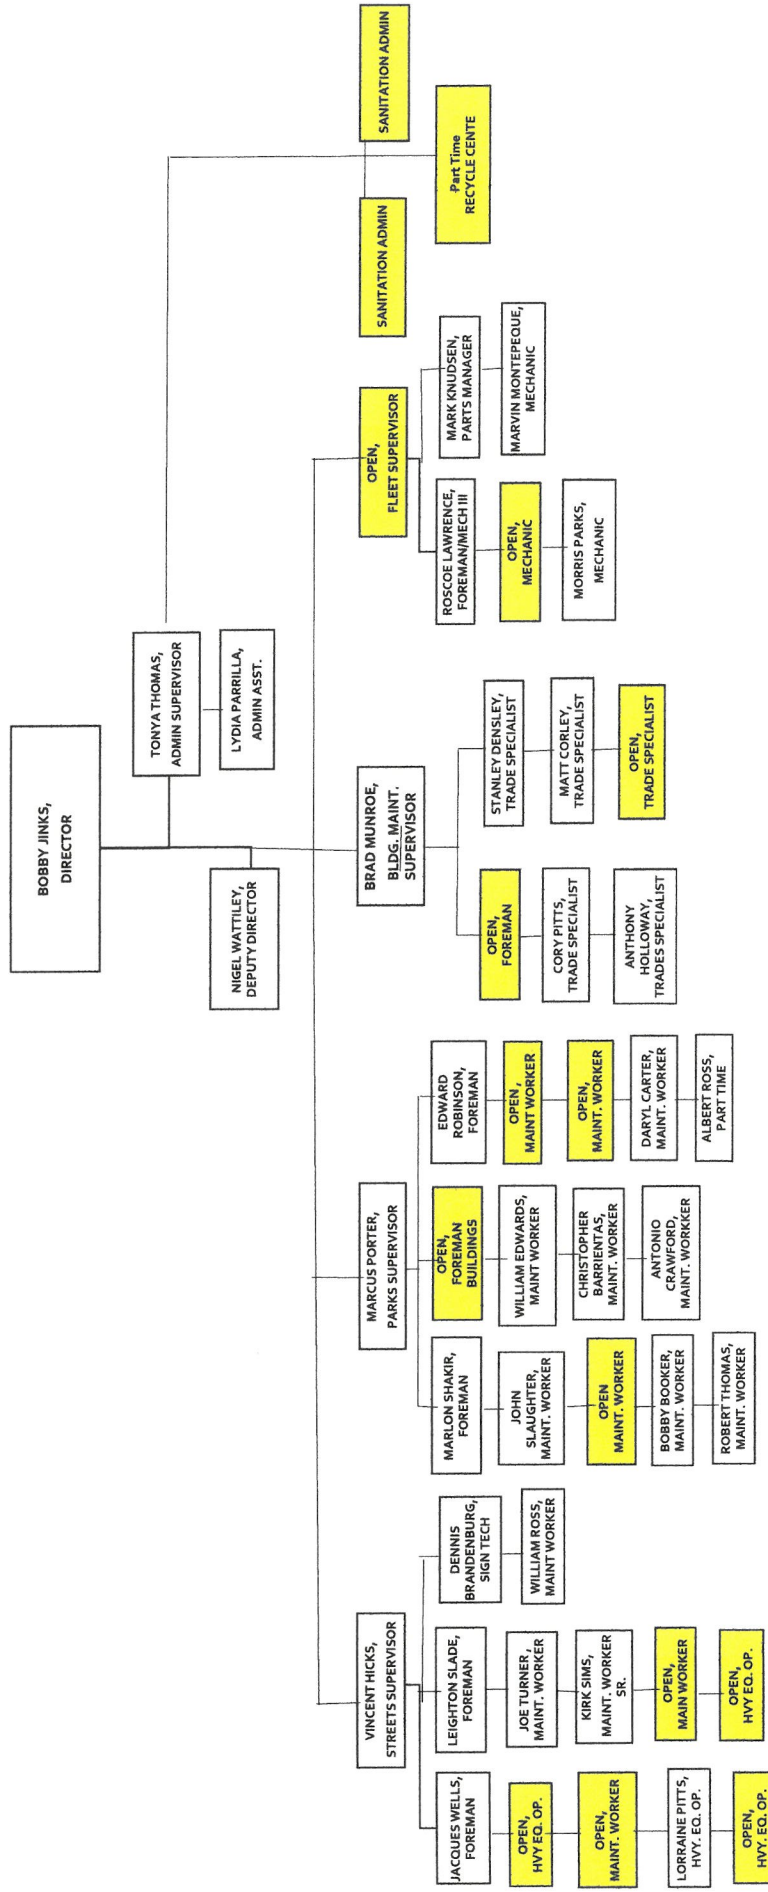 BOBBY JINKS,
DIRECTOR
TONYA THOMAS,
ADMIN SUPERVISOR
LYDIA PARRILLA,
ADMIN ASST.
NIGEL WATTILEY,
DEPUTY DIRECTOR
VINCENT HICKS,
STREETS SUPERVISOR
JACQUES WELLS,
FOREMAN
OPEN,
HVY EQ. OP.
OPEN,
MAINT. WORKER
LORRAINE PITTS,
HVY. EQ. OP.
OPEN,
HVY. EQ. OP.
LEIGHTON SLADE,
FOREMAN
JOE TURNER,
MAINT. WORKER
KIRK SIMS,
MAINT. WORKER
SR.
OPEN,
MAIN WORKER
OPEN,
HVY EQ. OP.
DENNIS
BRANDENBURG,
SIGN TECH
WILLIAM ROSS,
MAINT WORKER
MARCUS PORTER,
PARKS SUPERVISOR
MARLON SHAKIR,
FOREMAN
JOHN
SLAUGHTER,
MAINT. WORKER
OPEN
MAINT. WORKER
BOBBY BOOKER,
MAINT. WORKER
ROBERT THOMAS,
MAINT. WORKER
OPEN,
FOREMAN
BUILDINGS
WILLIAM EDWARDS,
MAINT WORKER
CHRISTOPHER
BARRIENTAS,
MAINT. WORKER
ANTONIO
CRAWFORD,
MAINT. WORKKER
EDWARD
ROBINSON,
FOREMAN
OPEN,
MAINT WORKER
OPEN,
MAINT. WORKER
DARYL CARTER,
MAINT. WORKER
ALBERT ROSS,
PART TIME
BRAD MUNROE,
BLDG. MAINT.
SUPERVISOR
OPEN,
FOREMAN
CORY PITTS,
TRADE SPECIALIST
ANTHONY
HOLLOWAY,
TRADES SPECIALIST
STANLEY DENSLEY,
TRADE SPECIALIST
MATT CORLEY,
TRADE SPECIALIST
OPEN,
TRADE SPECIALIST
OPEN,
FLEET SUPERVISOR
ROSCOE LAWRENCE,
FOREMAN/MECH III
OPEN,
MECHANIC
MORRIS PARKS,
MECHANIC
MARK KNUDSEN,
PARTS MANAGER
MARVIN MONTEPEQUE,
MECHANIC
SANITATION ADMIN
SANITATION ADMIN
Part Time
RECYCLE CENTE